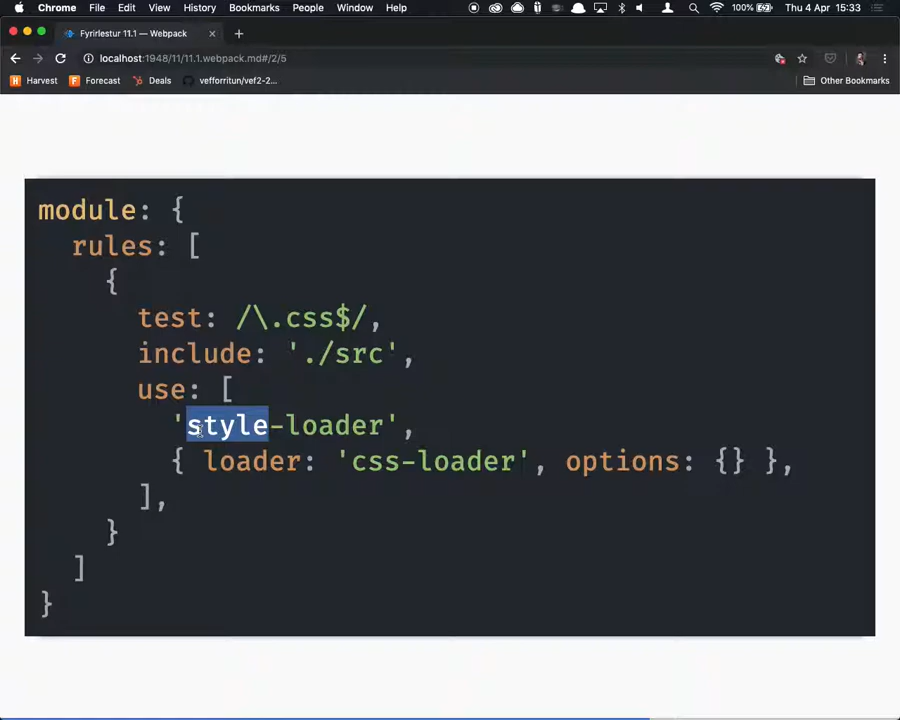 Chrome File Edit View History Bookmarks People Window Help 100% Thu 4 Apr 15:33
Fyrirlestur 11.1 — Webpack
localhost:1948/11/11.1.webpack.md#/2/5
Harvest Forecast Deals vefforritun/vef2-2... Other Bookmarks
module: {
rules: [
{
test: /\.css$/,
include: './src',
use: [
'style-loader',
{ loader: 'css-loader', options: {} },
],
}
]
}